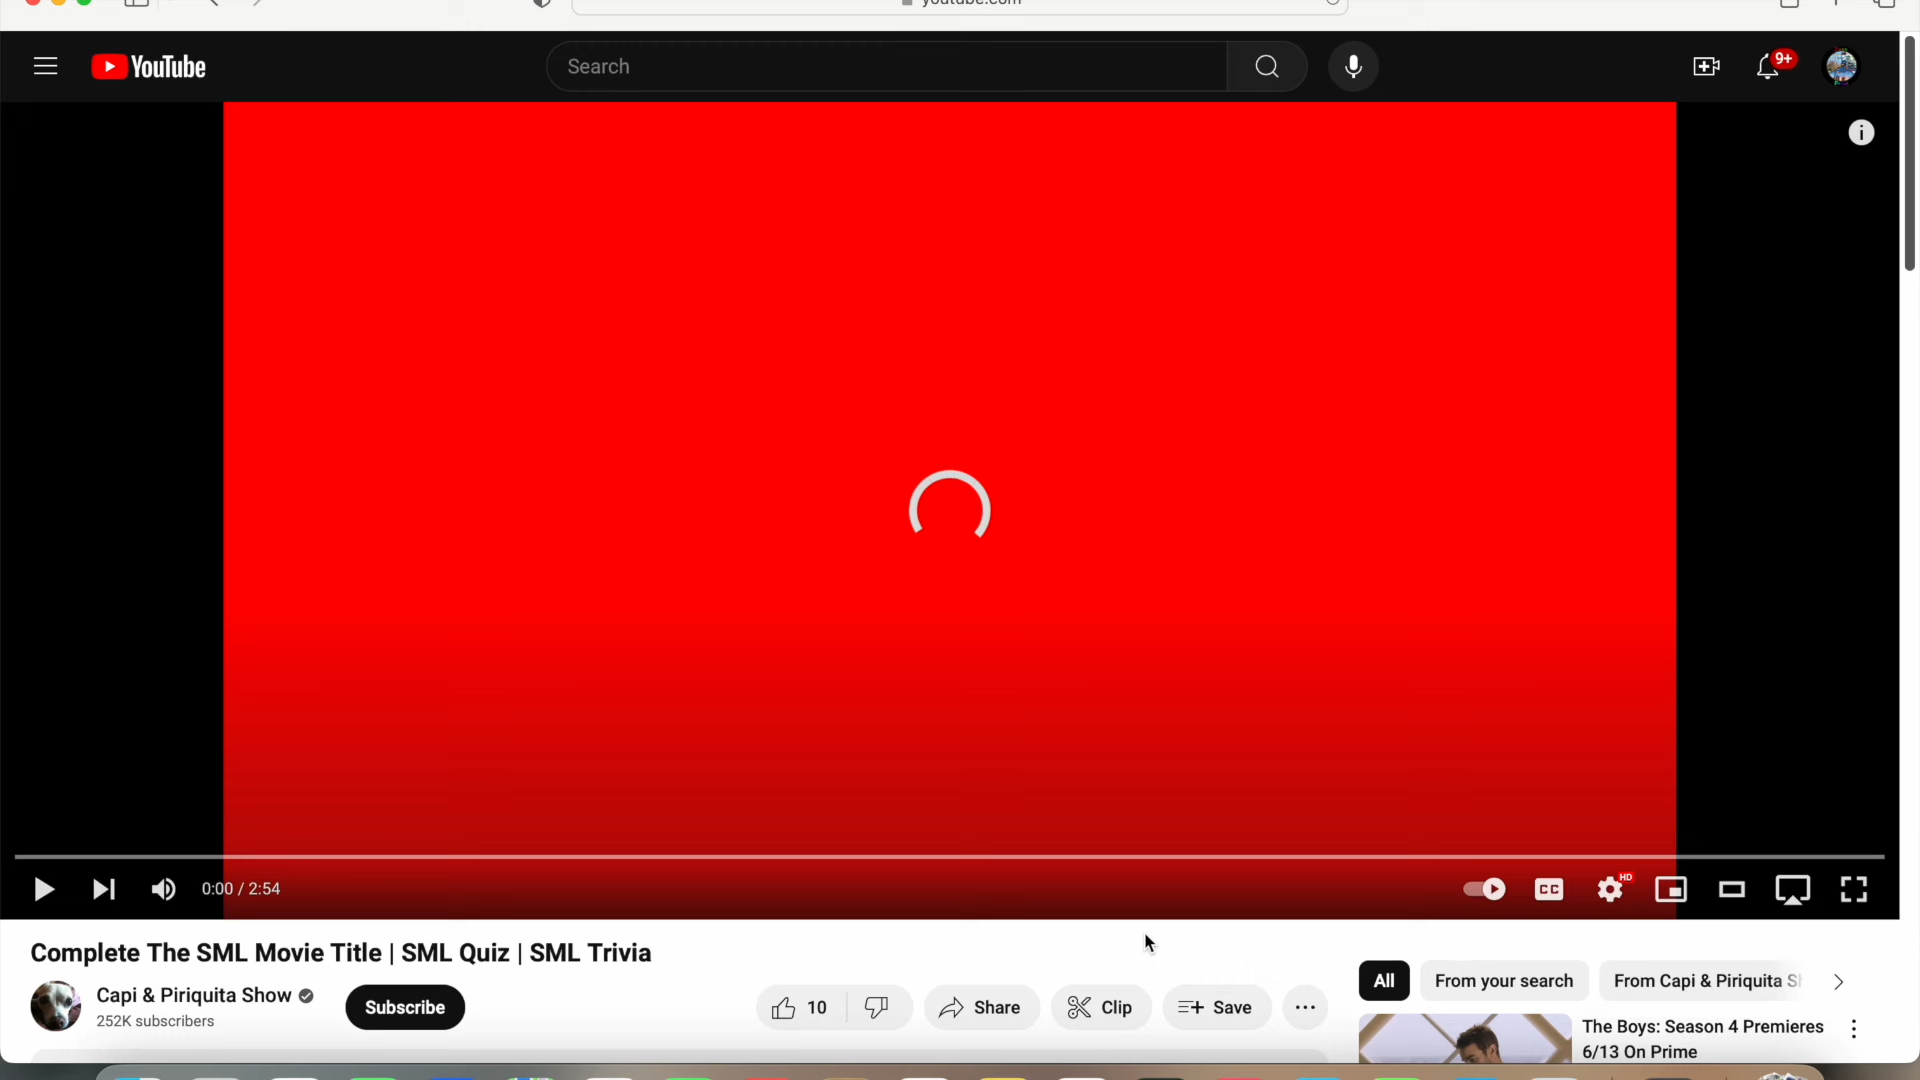 youtube.com
YouTube
Search
9+
i
0:00 / 2:54
CC
HD
Complete The SML Movie Title | SML Quiz | SML Trivia
Capi & Piriquita Show
252K subscribers
Subscribe
10
Share
Clip
Save
All
From your search
From Capi & Piriquita S
The Boys: Season 4 Premieres
6/13 On Prime